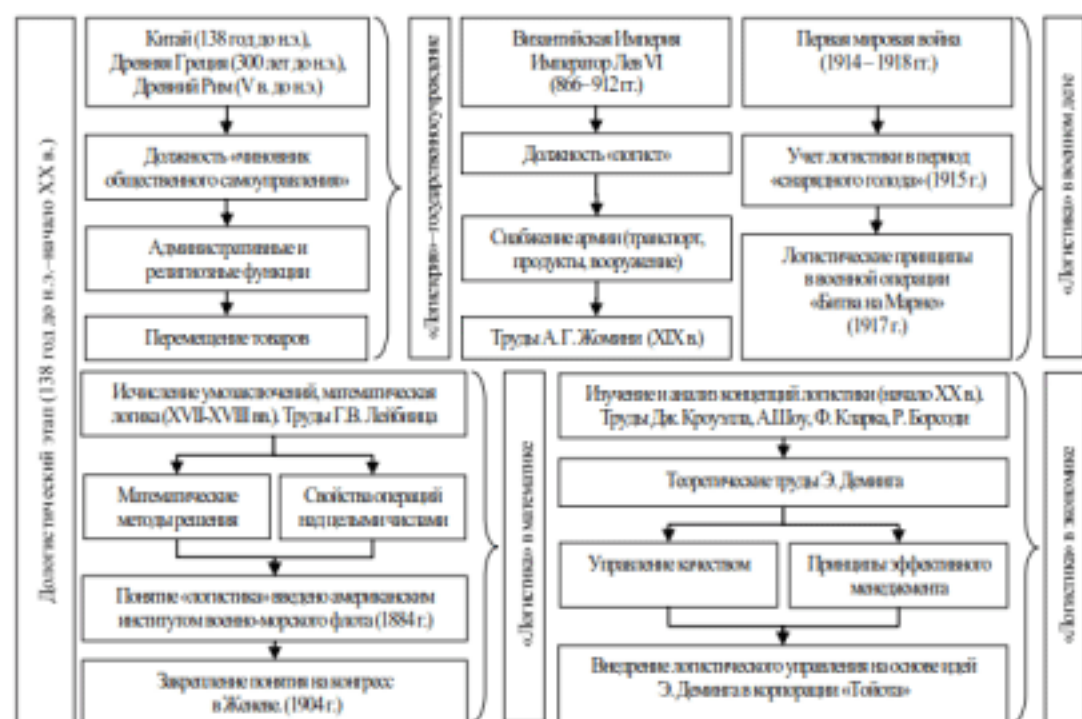 Дологистический этап (138 год до н.э.–начало XX в.)
Китай (138 год до н.э.),
Древняя Греция (300 лет до н.э.),
Древний Рим (V в. до н.э.)
Должность «чиновник
общественного самоуправления»
Административные и
религиозные функции
Перемещение товаров
«Логистрио»–государственное управление
Византийская Империя
Император Лев VI
(866–912 гг.)
Должность «логист»
Снабжение армии (транспорт,
продукты, вооружение)
Труды А. Г. Жомини (XIX в.)
Первая мировая война
(1914 – 1918 гг.)
Учет логистики в период
«снарядного голода» (1915 г.)
Логистические принципы
в военной операции
«Битва на Марне»
(1917 г.)
«Логистика» в военном
Исчисление умозаключений, математическая
логика (XVII-XVIII вв.). Труды Г.В. Лейбница
Математические
методы решения
Свойства операций
над целыми числами
Понятие «логистика» введено американским
институтом военно-морского флота (1884 г.)
Закрепление понятия на конгресс
в Женеве. (1904 г.)
«Логистика» в математике
Изучение и анализ концепций логистики (начало XX в.).
Труды Дж. Кроуэлла, А.Шоу, Ф. Кларка, Р. Борходи
Теоретические труды Э. Деминга
Управление качеством
Принципы эффективного
менеджмента
Внедрение логистического управления на основе идей
Э. Деминга в корпорации «Тойота»
«Логистика» в экономике